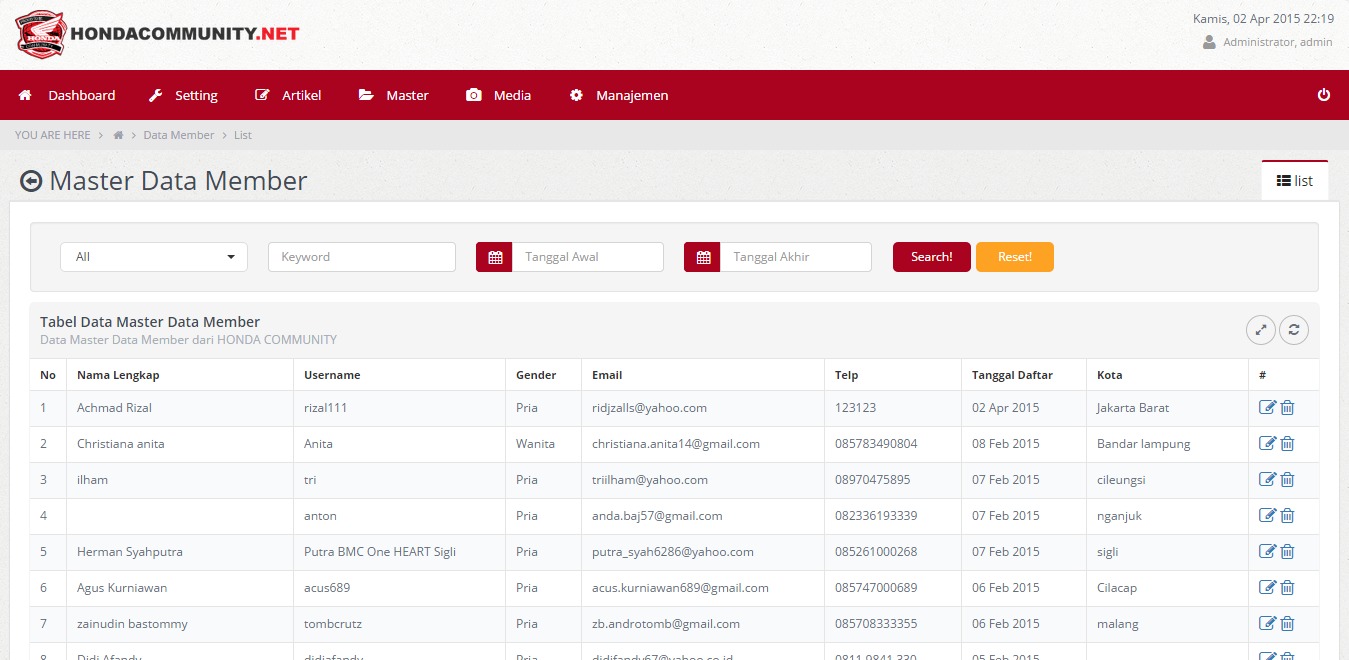 HONDACOMMUNITY.NET
Kamis, 02 Apr 2015 22:19
Administrator, admin
Dashboard Setting Artikel Master Media Manajemen
YOU ARE HERE > > Data Member > List
Master Data Member
list
All Keyword Tanggal Awal Tanggal Akhir Search! Reset!
Tabel Data Master Data Member
Data Master Data Member dari HONDA COMMUNITY
No Nama Lengkap Username Gender Email Telp Tanggal Daftar Kota #
1 Achmad Rizal rizal111 Pria ridjzalls@yahoo.com 123123 02 Apr 2015 Jakarta Barat
2 Christiana anita Anita Wanita christiana.anita14@gmail.com 085783490804 08 Feb 2015 Bandar lampung
3 ilham tri Pria triilham@yahoo.com 08970475895 07 Feb 2015 cileungsi
4 anton Pria anda.baj57@gmail.com 082336193339 07 Feb 2015 nganjuk
5 Herman Syahputra Putra BMC One HEART Sigli Pria putra_syah6286@yahoo.com 085261000268 07 Feb 2015 sigli
6 Agus Kurniawan acus689 Pria acus.kurniawan689@gmail.com 085747000689 06 Feb 2015 Cilacap
7 zainudin bastommy tombcrutz Pria zb.androtomb@gmail.com 085708333355 06 Feb 2015 malang
8 Didi Afandy didiafandy Pria didifandy67@yahoo.co.id 0811 9841 330 05 Feb 2015